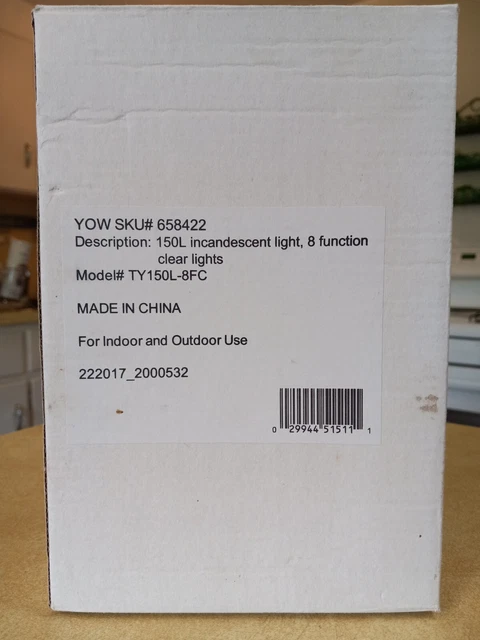 YOW SKU# 658422
Description: 150L incandescent light, 8 function
clear lights
Model# TY150L-8FC
MADE IN CHINA
For Indoor and Outdoor Use
222017_2000532
0 29944 51511 1